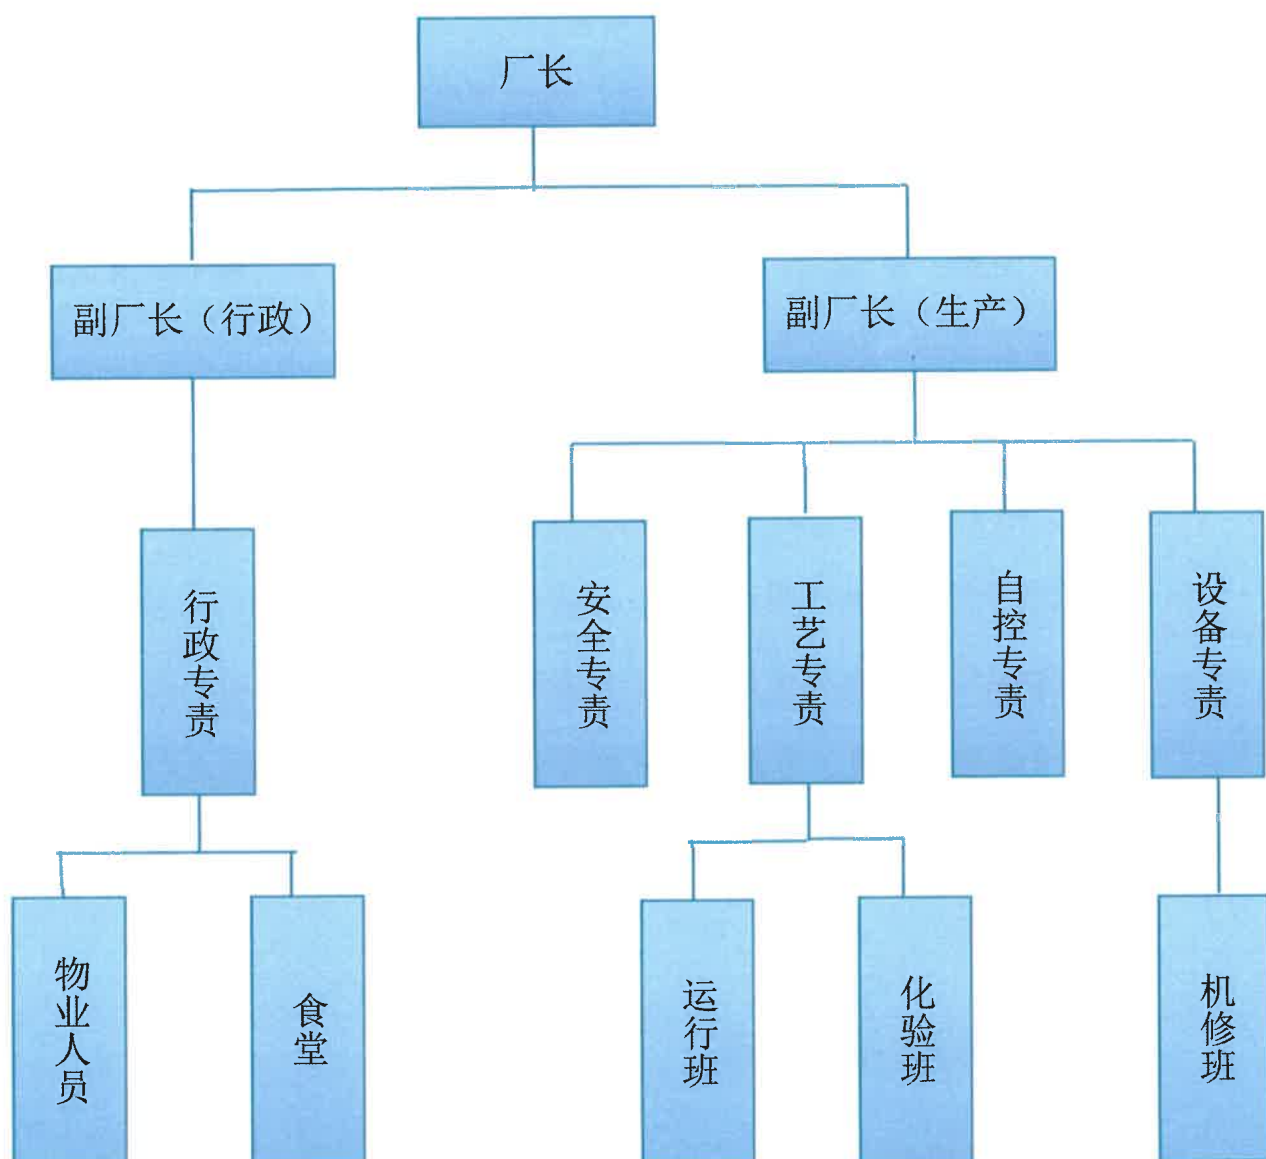 厂长
副厂长（行政）
副厂长（生产）
行政专责
安全专责
工艺专责
自控专责
设备专责
物业人员
食堂
运行班
化验班
机修班